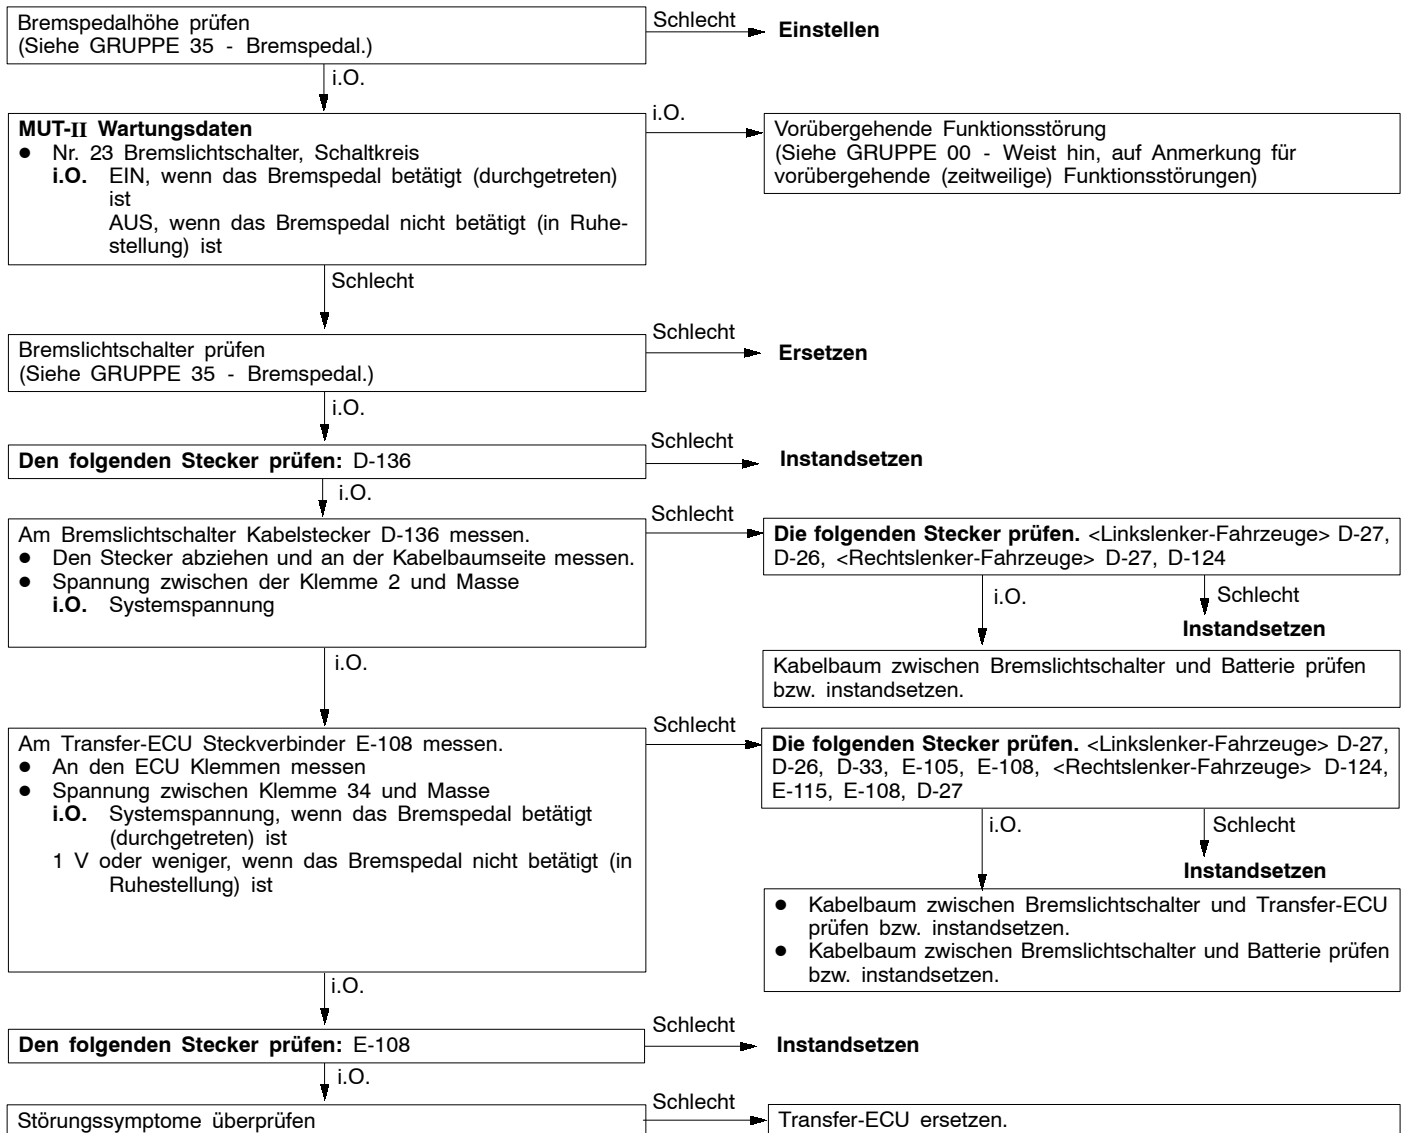 Bremspedalhöhe prüfen
(Siehe GRUPPE 35 - Bremspedal.)
Schlecht
Einstellen
i.O.
MUT-II Wartungsdaten
● Nr. 23 Bremslichtschalter, Schaltkreis
i.O. EIN, wenn das Bremspedal betätigt (durchgetreten)
ist
AUS, wenn das Bremspedal nicht betätigt (in Ruhe-
stellung) ist
i.O.
Vorübergehende Funktionsstörung
(Siehe GRUPPE 00 - Weist hin, auf Anmerkung für
vorübergehende (zeitweilige) Funktionsstörungen)
Schlecht
Bremslichtschalter prüfen
(Siehe GRUPPE 35 - Bremspedal.)
Schlecht
Ersetzen
i.O.
Den folgenden Stecker prüfen: D-136
Schlecht
Instandsetzen
i.O.
Am Bremslichtschalter Kabelstecker D-136 messen.
● Den Stecker abziehen und an der Kabelbaumseite messen.
● Spannung zwischen der Klemme 2 und Masse
i.O. Systemspannung
Schlecht
Die folgenden Stecker prüfen. <Linkslenker-Fahrzeuge> D-27,
D-26, <Rechtslenker-Fahrzeuge> D-27, D-124
i.O.
Schlecht
Instandsetzen
Kabelbaum zwischen Bremslichtschalter und Batterie prüfen
bzw. instandsetzen.
i.O.
Am Transfer-ECU Steckverbinder E-108 messen.
● An den ECU Klemmen messen
● Spannung zwischen Klemme 34 und Masse
i.O. Systemspannung, wenn das Bremspedal betätigt
(durchgetreten) ist
1 V oder weniger, wenn das Bremspedal nicht betätigt (in
Ruhestellung) ist
Schlecht
Die folgenden Stecker prüfen. <Linkslenker-Fahrzeuge> D-27,
D-26, D-33, E-105, E-108, <Rechtslenker-Fahrzeuge> D-124,
E-115, E-108, D-27
i.O.
Schlecht
Instandsetzen
● Kabelbaum zwischen Bremslichtschalter und Transfer-ECU
prüfen bzw. instandsetzen.
● Kabelbaum zwischen Bremslichtschalter und Batterie prüfen
bzw. instandsetzen.
i.O.
Den folgenden Stecker prüfen: E-108
Schlecht
Instandsetzen
i.O.
Störungssymptome überprüfen
Schlecht
Transfer-ECU ersetzen.